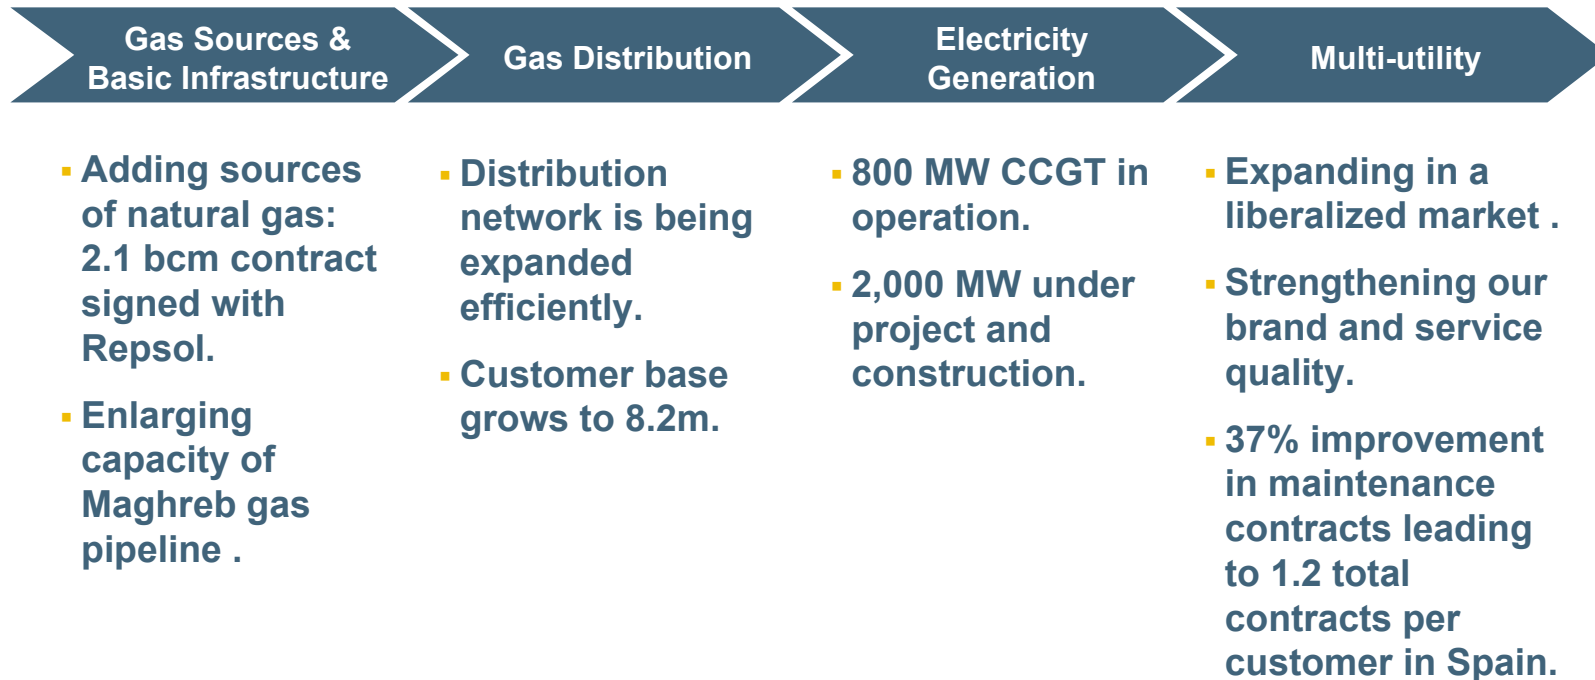 Gas Sources &
Basic Infrastructure
Gas Distribution
Electricity
Generation
Multi-utility
▪ Adding sources
of natural gas:
2.1 bcm contract
signed with
Repsol.
▪ Enlarging
capacity of
Maghreb gas
pipeline .
▪ Distribution
network is being
expanded
efficiently.
▪ Customer base
grows to 8.2m.
▪ 800 MW CCGT in
operation.
▪ 2,000 MW under
project and
construction.
▪ Expanding in a
liberalized market .
▪ Strengthening our
brand and service
quality.
▪ 37% improvement
in maintenance
contracts leading
to 1.2 total
contracts per
customer in Spain.